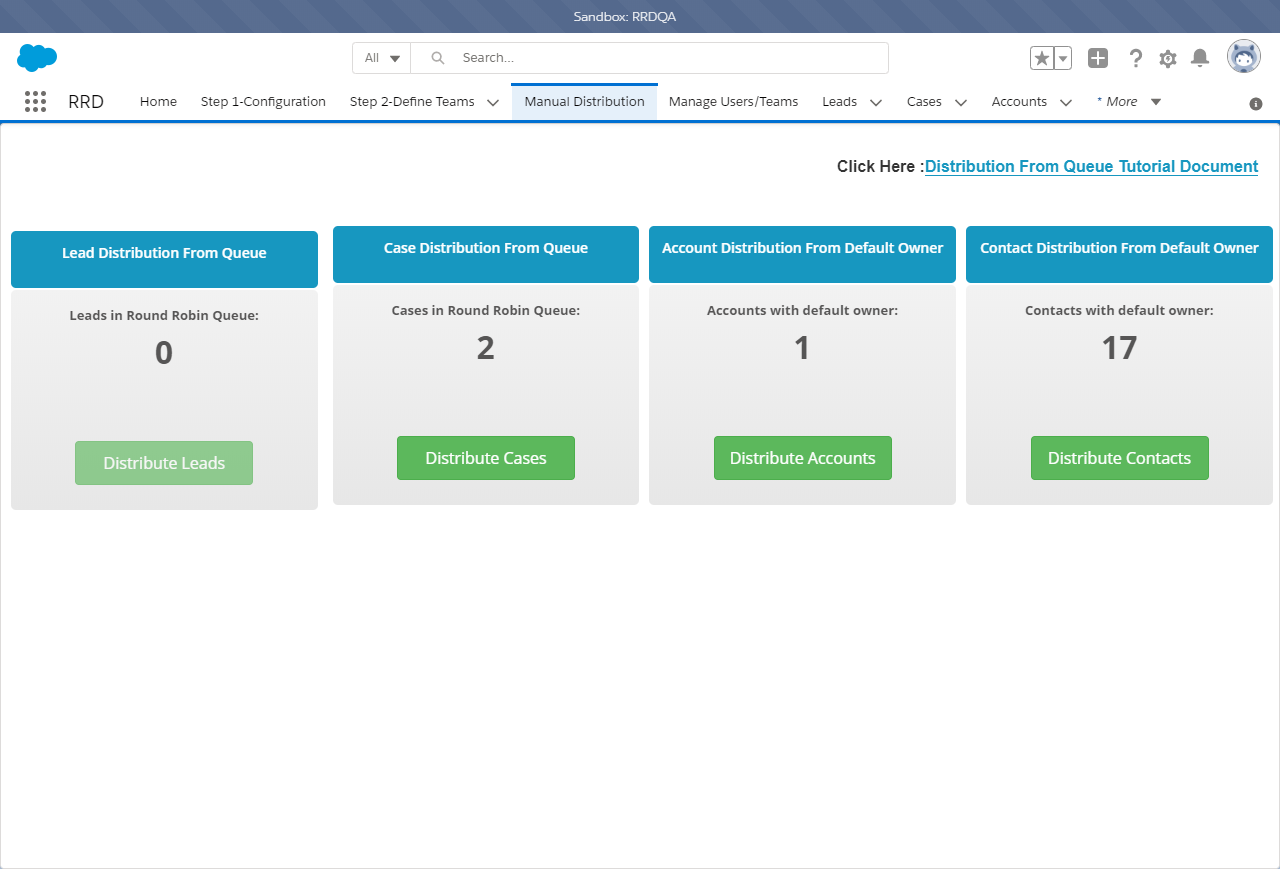 Sandbox: RRDQA
All Search...
RRD Home Step 1-Configuration Step 2-Define Teams Manual Distribution Manage Users/Teams Leads Cases Accounts * More
Click Here :Distribution From Queue Tutorial Document
Lead Distribution From Queue
Leads in Round Robin Queue:
0
Distribute Leads
Case Distribution From Queue
Cases in Round Robin Queue:
2
Distribute Cases
Account Distribution From Default Owner
Accounts with default owner:
1
Distribute Accounts
Contact Distribution From Default Owner
Contacts with default owner:
17
Distribute Contacts